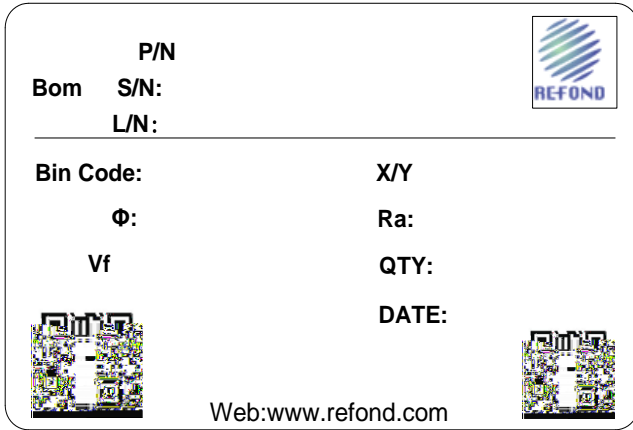 P/N
REFOND
Bom S/N:
L/N:
Bin Code: X/Y
Φ: Ra:
Vf QTY:
DATE:
Web:www.refond.com